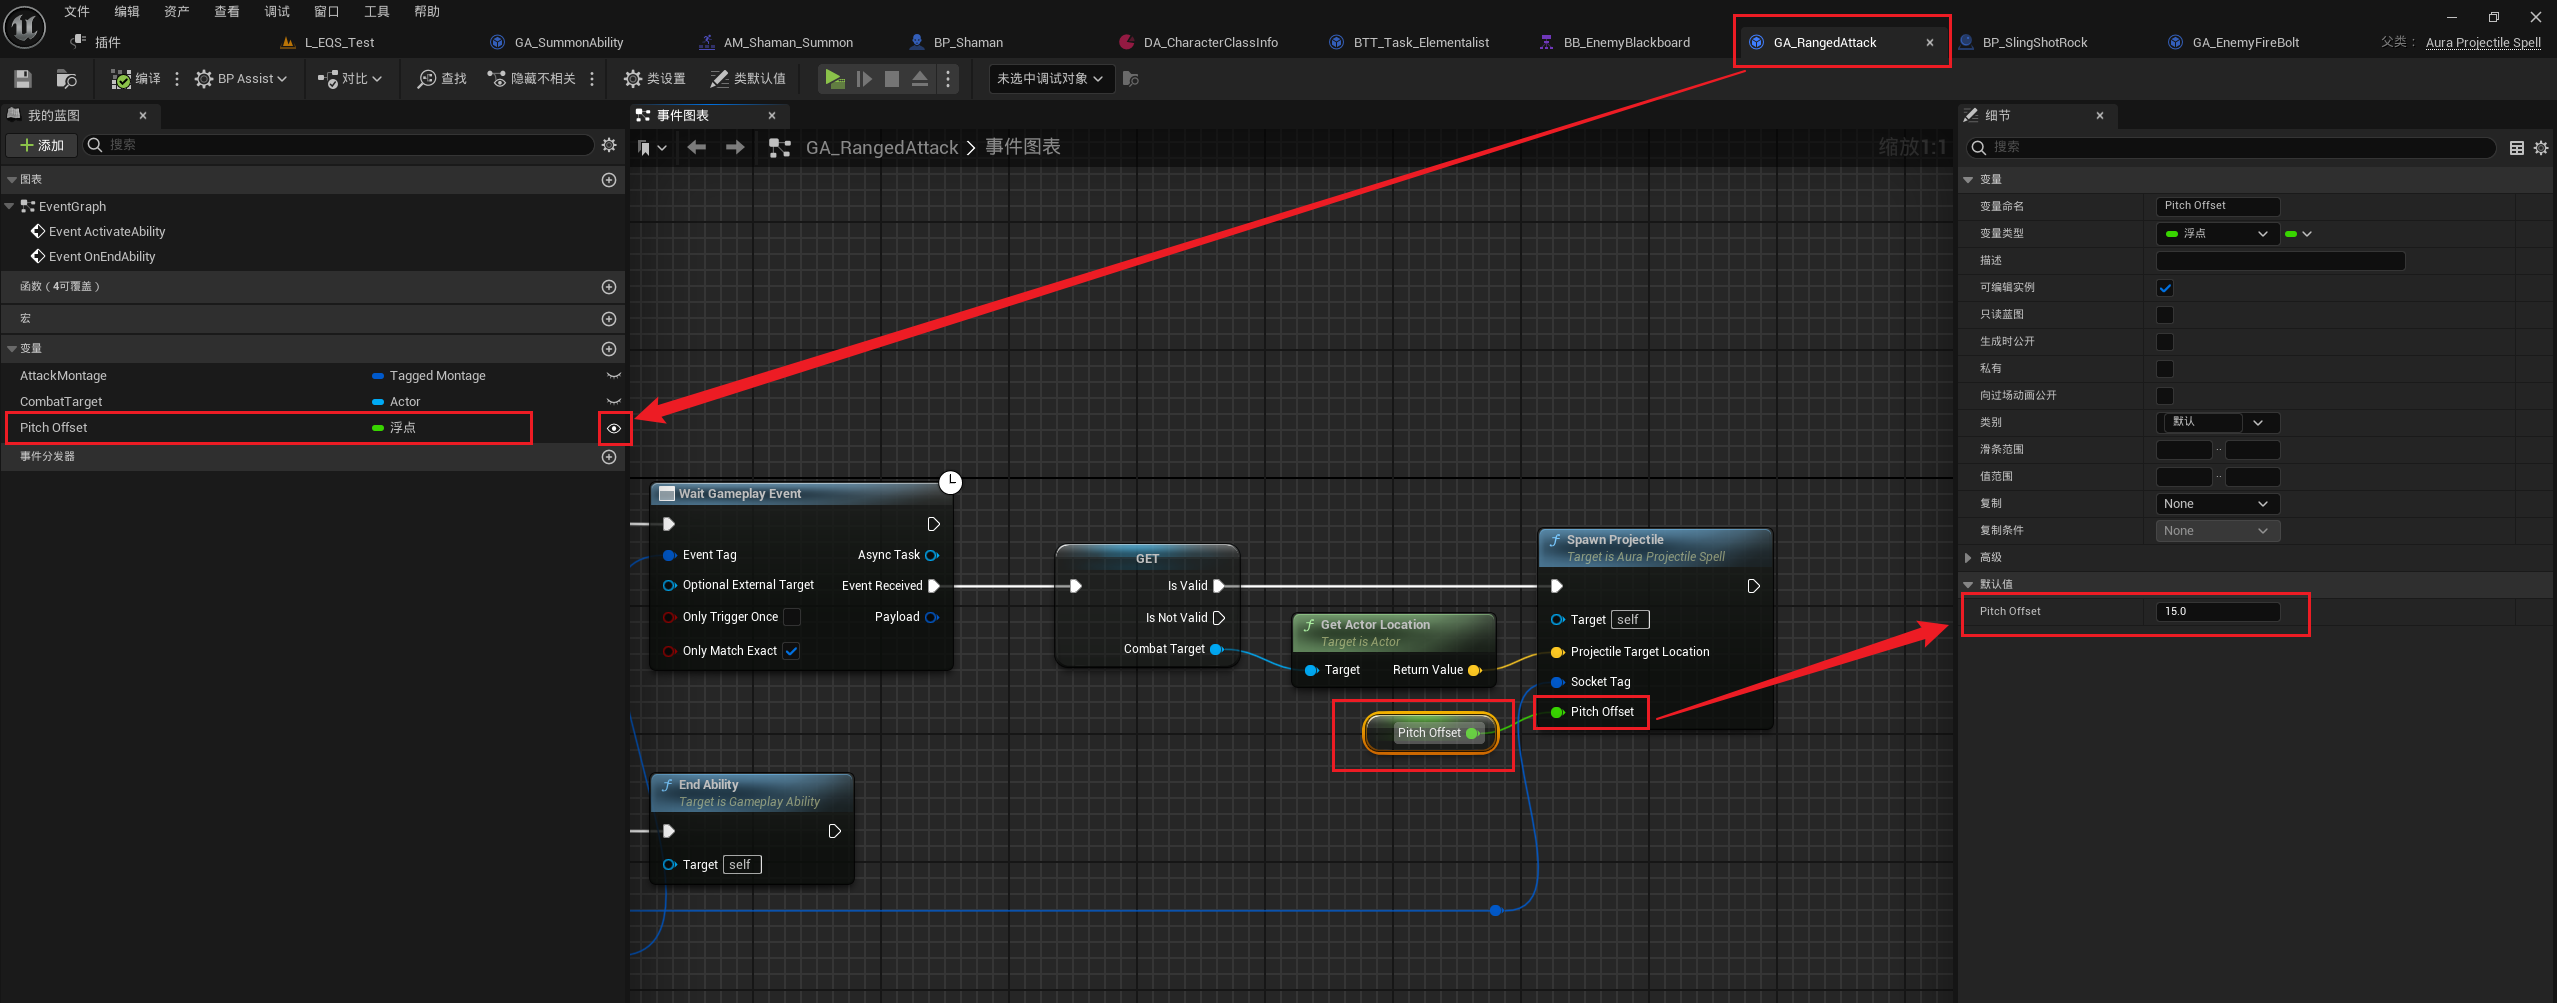 文件 编辑 资产 查看 调试 窗口 工具 帮助
插件 L_EQS_Test GA_SummonAbility AM_Shaman_Summon BP_Shaman DA_CharacterClassInfo BTT_Task_Elementalist BB_EnemyBlackboard GA_RangedAttack BP_SlingShotRock GA_EnemyFireBolt 父类： Aura Projectile Spell
编译 BP Assist 对比 查找 隐藏不相关 类设置 类默认值 未选中调试对象
我的蓝图
添加 搜索
图表
EventGraph
Event ActivateAbility
Event OnEndAbility
函数（4可覆盖）
宏
变量
AttackMontage Tagged Montage
CombatTarget Actor
Pitch Offset 浮点
事件分发器
事件图表
GA_RangedAttack > 事件图表 缩放1:1
Wait Gameplay Event
Event Tag Async Task
Optional External Target Event Received
Only Trigger Once Payload
Only Match Exact
GET
Is Valid
Is Not Valid
Combat Target
Get Actor Location
Target is Actor
Target Return Value
Pitch Offset
Spawn Projectile
Target is Aura Projectile Spell
Target self
Projectile Target Location
Socket Tag
Pitch Offset
End Ability
Target is Gameplay Ability
Target self
细节
搜索
变量
变量命名 Pitch Offset
变量类型 浮点
描述
可编辑实例
只读蓝图
生成时公开
私有
向过场动画公开
类别 默认
滑条范围
值范围
复制 None
复制条件 None
高级
默认值
Pitch Offset 15.0